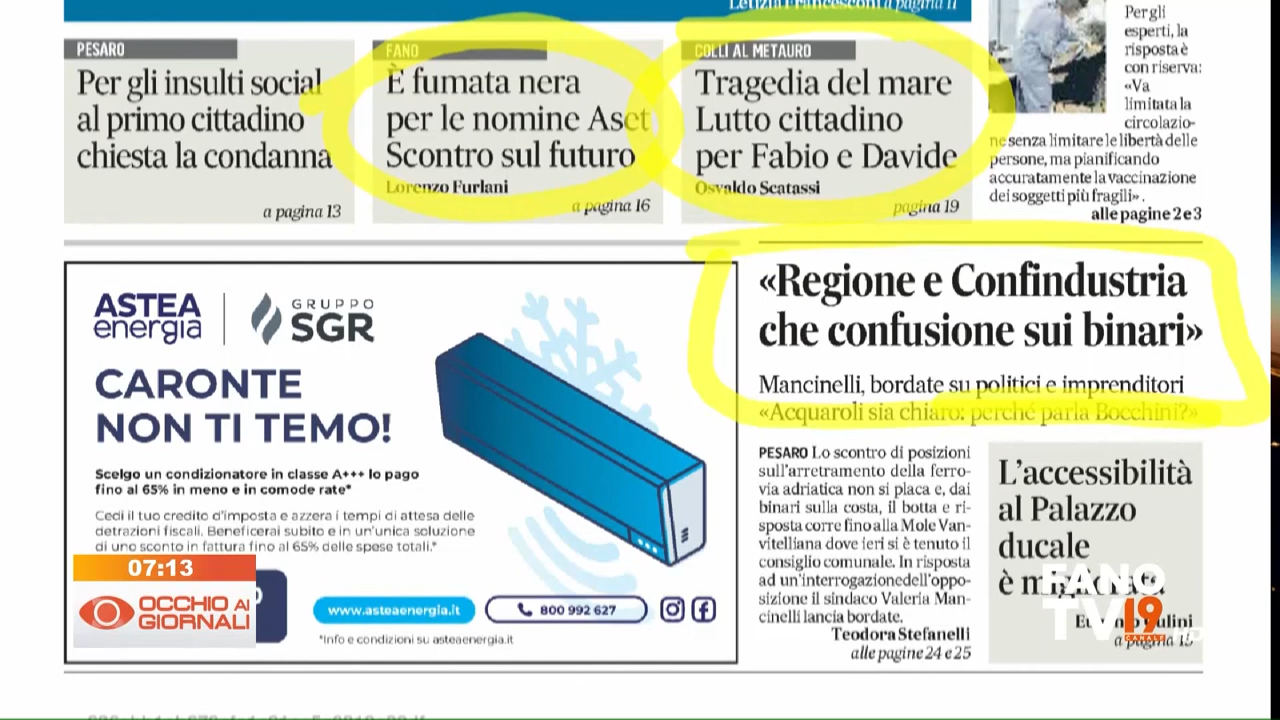 Letizia Francesconi a pagina 11
PESARO
Per gli insulti social
al primo cittadino
chiesta la condanna
a pagina 13
FANO
È fumata nera
per le nomine Aset
Scontro sul futuro
Lorenzo Furlani
a pagina 16
COLLI AL METAURO
Tragedia del mare
Lutto cittadino
per Fabio e Davide
Osvaldo Scatassi
pagina 19
Per gli
esperti, la
risposta è
con riserva:
«Va
limitata la
circolazio-
ne senza limitare le libertà delle
persone, ma pianificando
accuratamente la vaccinazione
dei soggetti più fragili».
alle pagine 2 e 3
«Regione e Confindustria
che confusione sui binari»
Mancinelli, bordate su politici e imprenditori
«Acquaroli sia chiaro: perché parla Bocchini?»
PESARO Lo scontro di posizioni
sull'arretramento della ferro-
via adriatica non si placa e, dai
binari sulla costa, il botta e ri-
sposta corre fino alla Mole Van-
vitelliana dove ieri si è tenuto il
consiglio comunale. In risposta
ad un'interrogazione dell'oppo-
sizione il sindaco Valeria Man-
cinelli lancia bordate.
Teodora Stefanelli
alle pagine 24 e 25
L'accessibilità
al Palazzo
ducale
è
a pagina 15
ASTEA
energia
GRUPPO
SGR
CARONTE
NON TI TEMO!
Scelgo un condizionatore in classe A+++ lo pago
fino al 65% in meno e in comode rate*
Cedi il tuo credito d'imposta e azzera i tempi di attesa delle
detrazioni fiscali. Beneficerai subito e in un'unica soluzione
di uno sconto in fattura fino al 65% delle spese totali.*
www.asteaenergia.it
800 992 627
*Info e condizioni su asteaenergia.it
07:13
OCCHIO AI
GIORNALI
FANO
TV 19
CANALE
HD